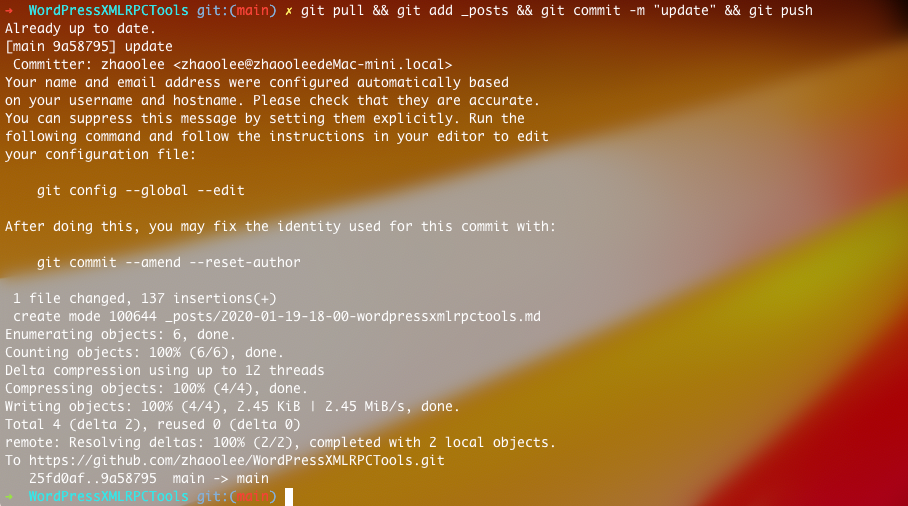 ➜  WordPressXMLRPCTools git:(main) ✗ git pull && git add _posts && git commit -m "update" && git push
Already up to date.
[main 9a58795] update
 Committer: zhaoolee <zhaoolee@zhaooleedeMac-mini.local>
Your name and email address were configured automatically based
on your username and hostname. Please check that they are accurate.
You can suppress this message by setting them explicitly. Run the
following command and follow the instructions in your editor to edit
your configuration file:

    git config --global --edit

After doing this, you may fix the identity used for this commit with:

    git commit --amend --reset-author

 1 file changed, 137 insertions(+)
 create mode 100644 _posts/2020-01-19-18-00-wordpressxmlrpctools.md
Enumerating objects: 6, done.
Counting objects: 100% (6/6), done.
Delta compression using up to 12 threads
Compressing objects: 100% (4/4), done.
Writing objects: 100% (4/4), 2.45 KiB | 2.45 MiB/s, done.
Total 4 (delta 2), reused 0 (delta 0)
remote: Resolving deltas: 100% (2/2), completed with 2 local objects.
To https://github.com/zhaoolee/WordPressXMLRPCTools.git
   25fd0af..9a58795  main -> main
➜  WordPressXMLRPCTools git:(main)